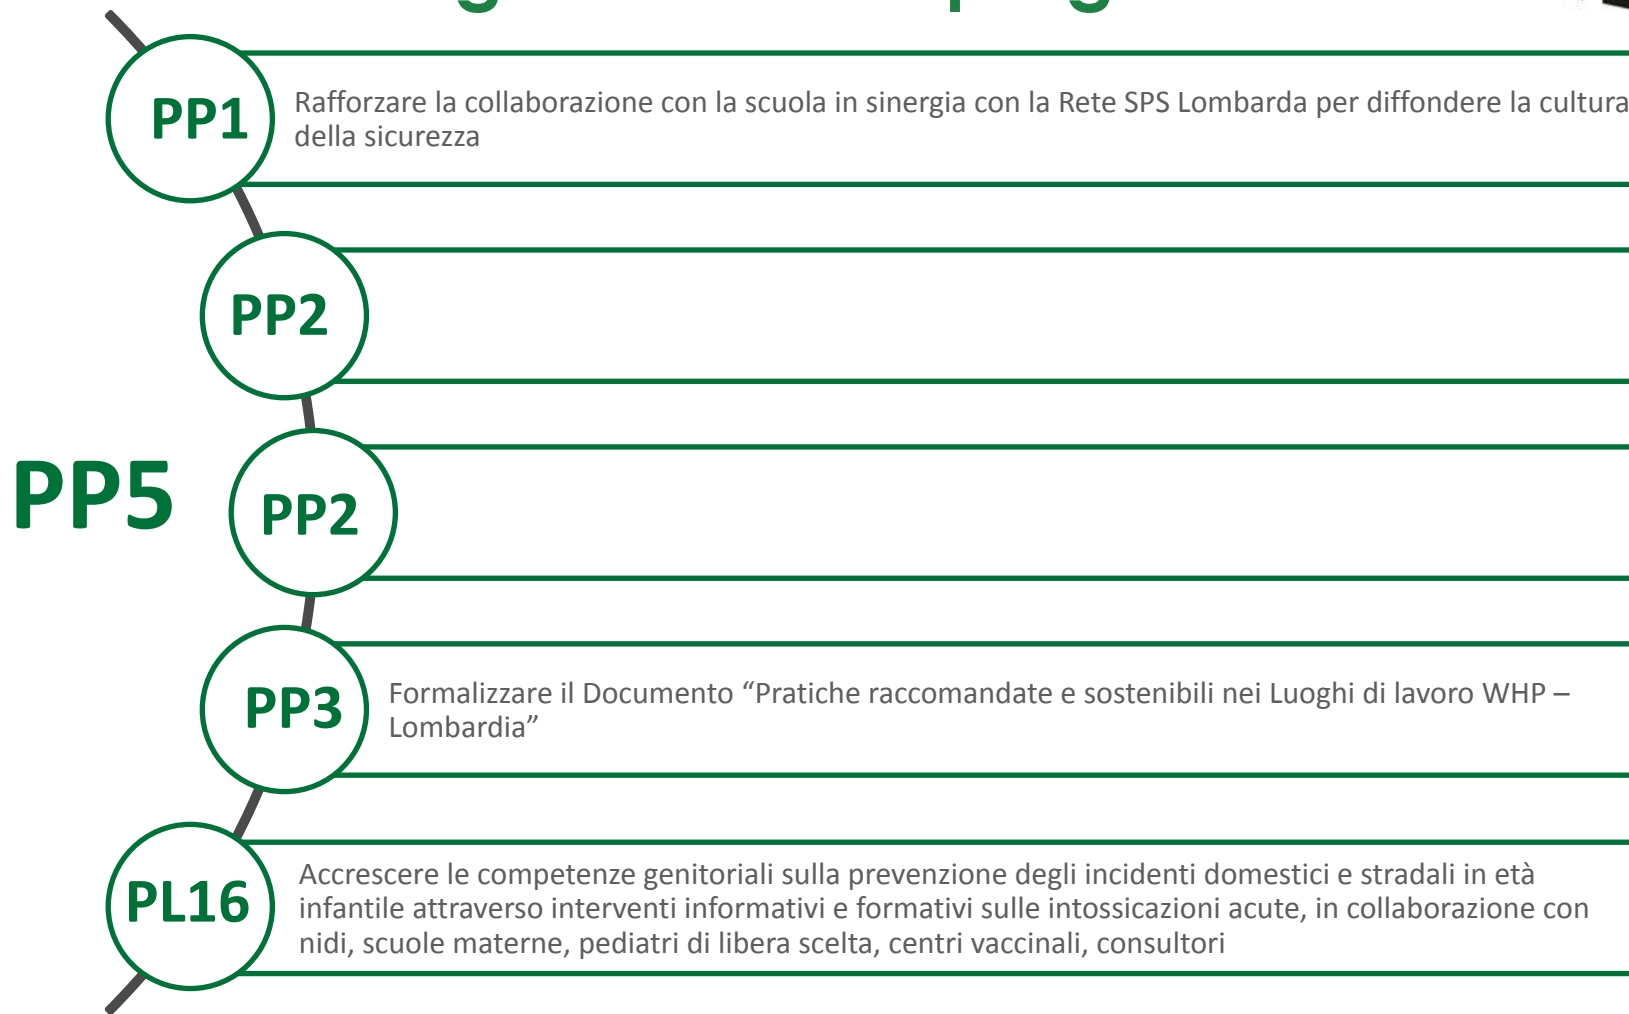 PP1
Rafforzare la collaborazione con la scuola in sinergia con la Rete SPS Lombarda per diffondere la cultura
della sicurezza
PP2
PP5
PP2
PP3
Formalizzare il Documento “Pratiche raccomandate e sostenibili nei Luoghi di lavoro WHP –
Lombardia”
PL16
Accrescere le competenze genitoriali sulla prevenzione degli incidenti domestici e stradali in età
infantile attraverso interventi informativi e formativi sulle intossicazioni acute, in collaborazione con
nidi, scuole materne, pediatri di libera scelta, centri vaccinali, consultori